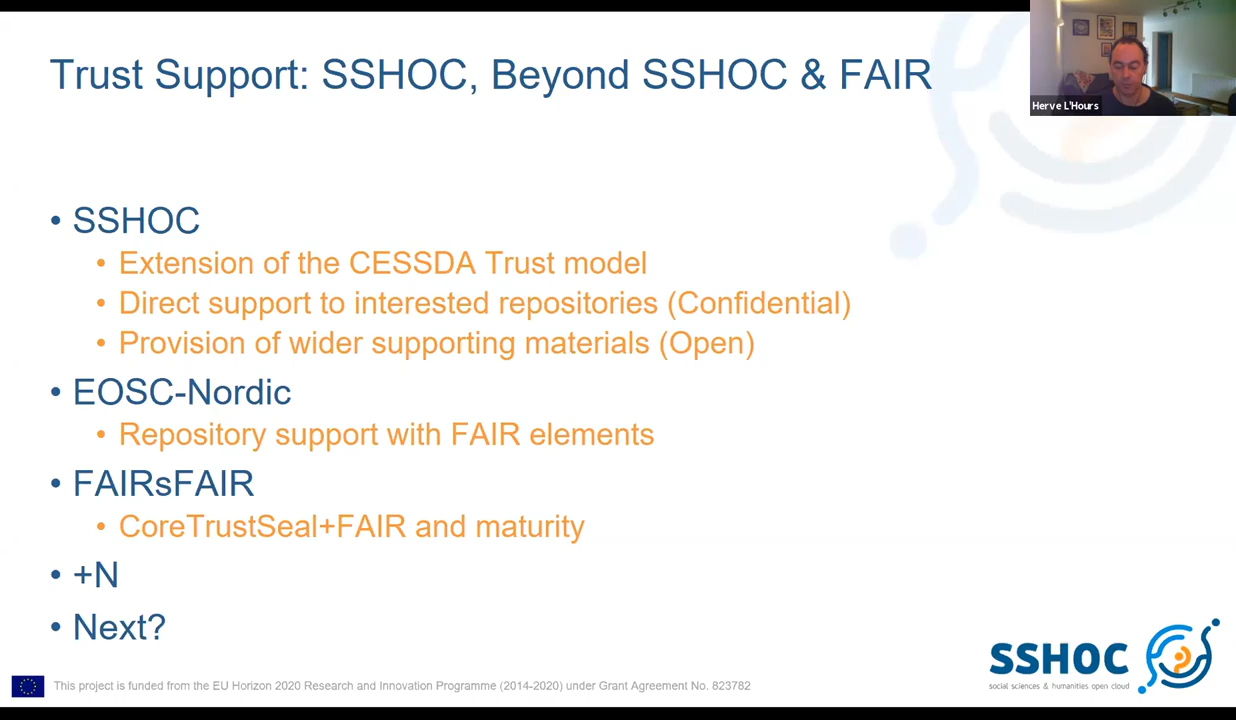 Trust Support: SSHOC, Beyond SSHOC & FAIR
Herve L'Hours
• SSHOC
• Extension of the CESSDA Trust model
• Direct support to interested repositories (Confidential)
• Provision of wider supporting materials (Open)
• EOSC-Nordic
• Repository support with FAIR elements
• FAIRsFAIR
• CoreTrustSeal+FAIR and maturity
• +N
• Next?
SSHOC
social sciences & humanities open cloud
This project is funded from the EU Horizon 2020 Research and Innovation Programme (2014-2020) under Grant Agreement No. 823782